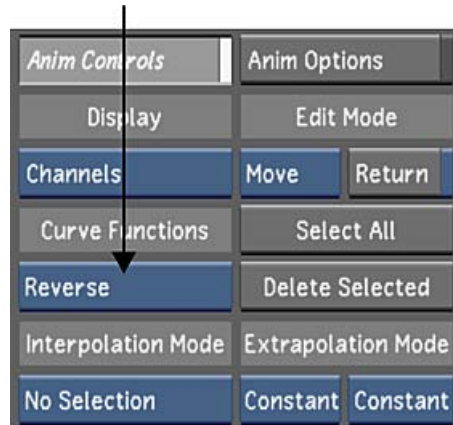 Anim Controls Anim Options
Display Edit Mode
Channels Move Return
Curve Functions Select All
Reverse Delete Selected
Interpolation Mode Extrapolation Mode
No Selection Constant Constant